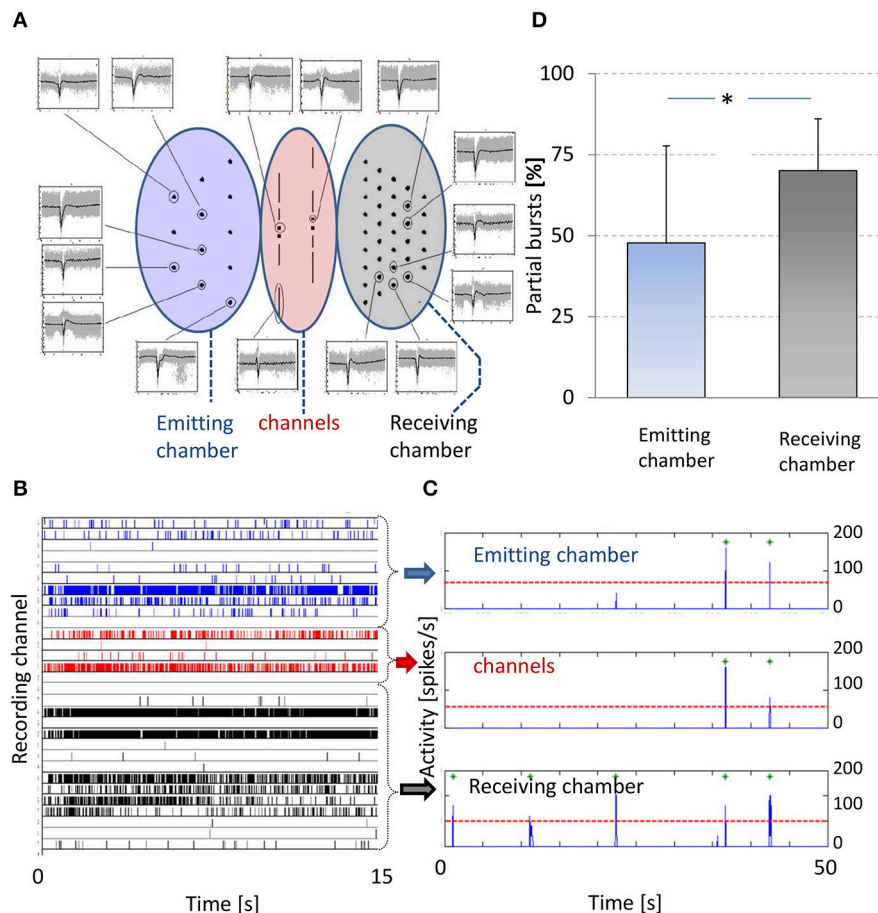 A
Emitting
chamber
channels
Receiving
chamber
D
100
75
50
25
0
Partial bursts [%]
*
Emitting
chamber
Receiving
chamber
B
Recording channel
0
15
Time [s]
C
Activity [spikes/s]
Emitting chamber
200
100
0
channels
200
100
0
Receiving chamber
200
100
0
0
50
Time [s]